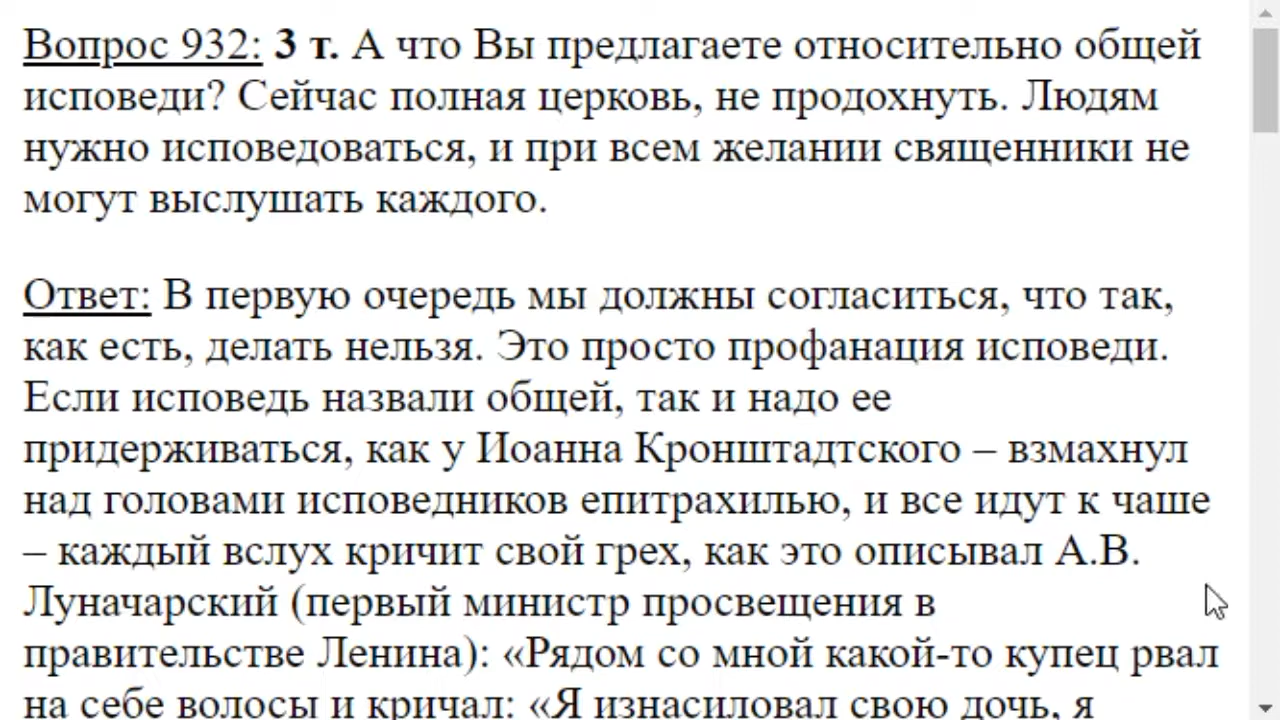 Вопрос 932: 3 т. А что Вы предлагаете относительно общей
исповеди? Сейчас полная церковь, не продохнуть. Людям
нужно исповедоваться, и при всем желании священники не
могут выслушать каждого.
Ответ: В первую очередь мы должны согласиться, что так,
как есть, делать нельзя. Это просто профанация исповеди.
Если исповедь назвали общей, так и надо ее
придерживаться, как у Иоанна Кронштадтского – взмахнул
над головами исповедников епитрахилью, и все идут к чаше
– каждый вслух кричит свой грех, как это описывал А.В.
Луначарский (первый министр просвещения в
правительстве Ленина): «Рядом со мной какой-то купец рвал
на себе волосы и кричал: «Я изнасиловал свою дочь, я